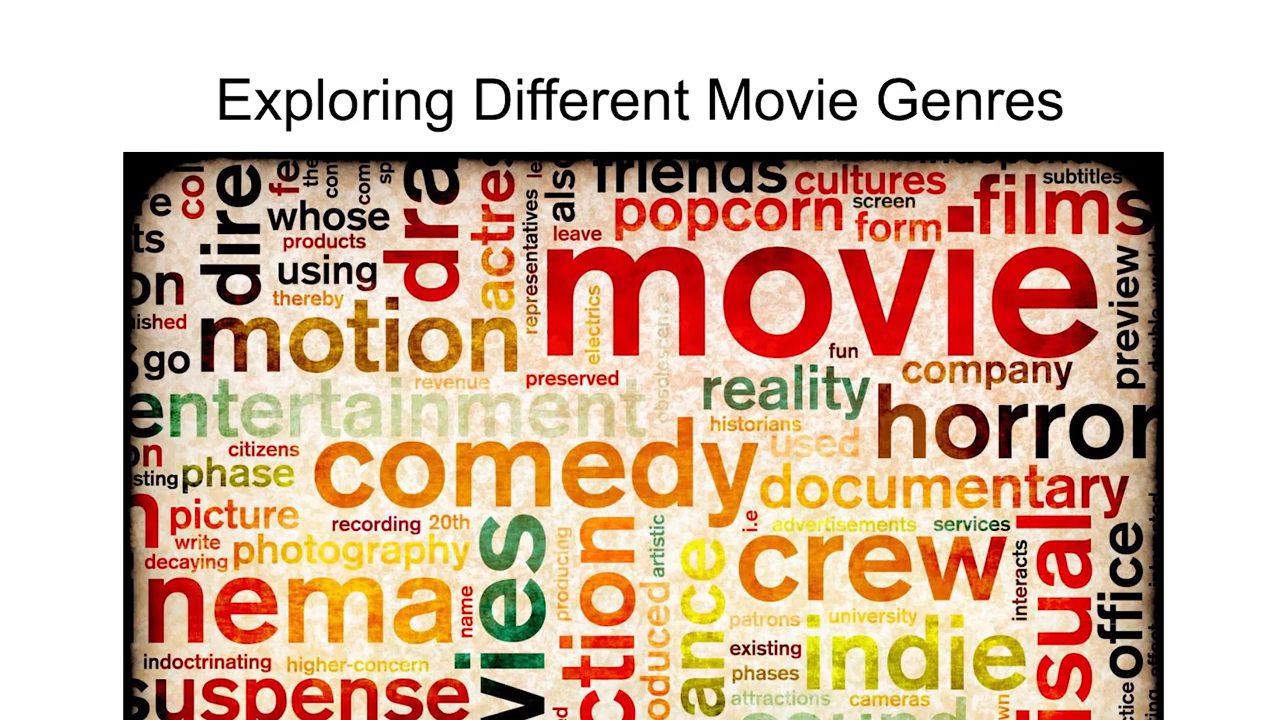 Exploring Different Movie Genres
friends
cultures
subtitles
films
screen
popcorn
form
also
leave
whose
products
using
thereby
representatives
movie
preview
electrics
motion
go
fun
company
revenue
preserved
reality
horror
entertainment
historians
used
citizens
comedy
phase
documentary
picture
recording 20th
i.e
advertisements
services
write
photography
decaying
artistic
producing
crew
interacts
office
name
patrons
university
existing
indie
indoctrinating
higher-concern
phases
suspense
attractions
cameras